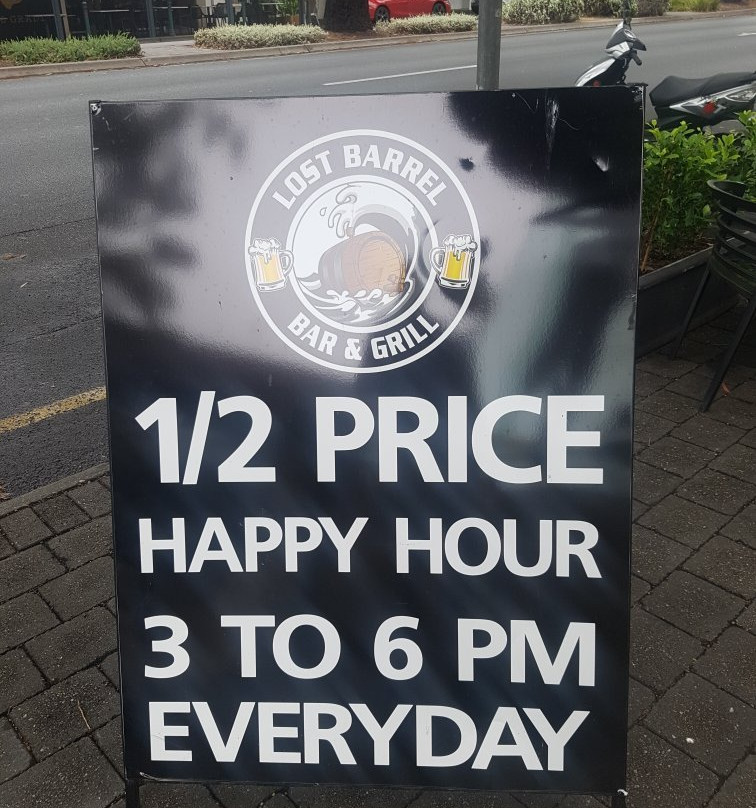 LOST BARREL
BAR & GRILL
1/2 PRICE
HAPPY HOUR
3 TO 6 PM
EVERYDAY